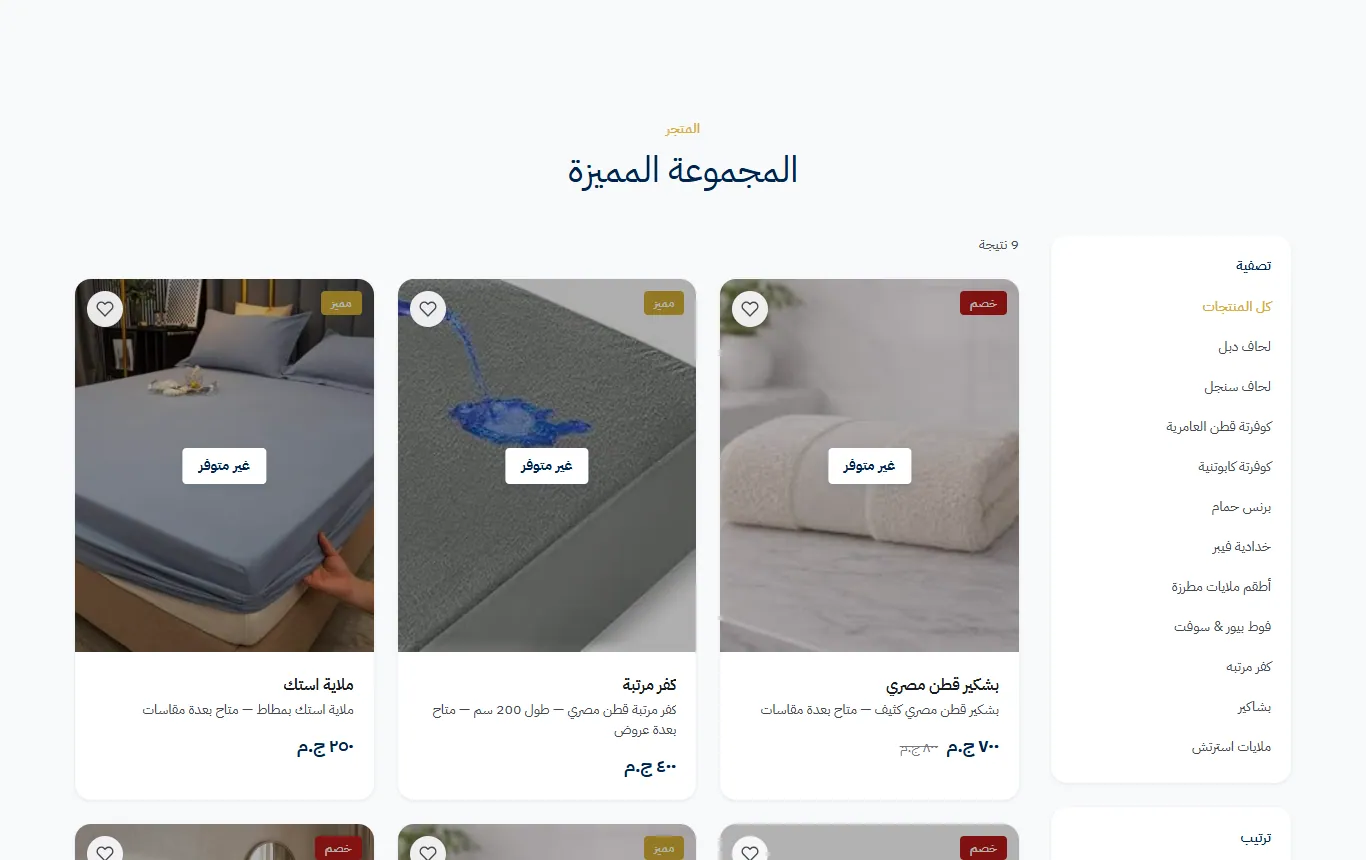 المتجر
المجموعة المميزة
تصفية
كل المنتجات
لحاف دبل
لحاف سنجل
كوفرتة قطن العامرية
كوفرتة كابوتنية
برنس حمام
خدادية فيبر
أطقم ملايات مطرزة
فوط بيور & سوفت
كفر مرتبه
بشاكير
ملايات استرتش
ترتيب
9 نتيجة
خصم
غير متوفر
بشكير قطن مصري
بشكير قطن مصري كثيف — متاح بعدة مقاسات
٧٠٠ ج.م ٨٠٠ ج.م
مميز
غير متوفر
كفر مرتبة
كفر مرتبة قطن مصري — طول 200 سم — متاح
بعدة عروض
٤٠٠ ج.م
مميز
غير متوفر
ملاية استك
ملاية استك بمطاط — متاح بعدة مقاسات
٢٥٠ ج.م
خصم
مميز
خصم